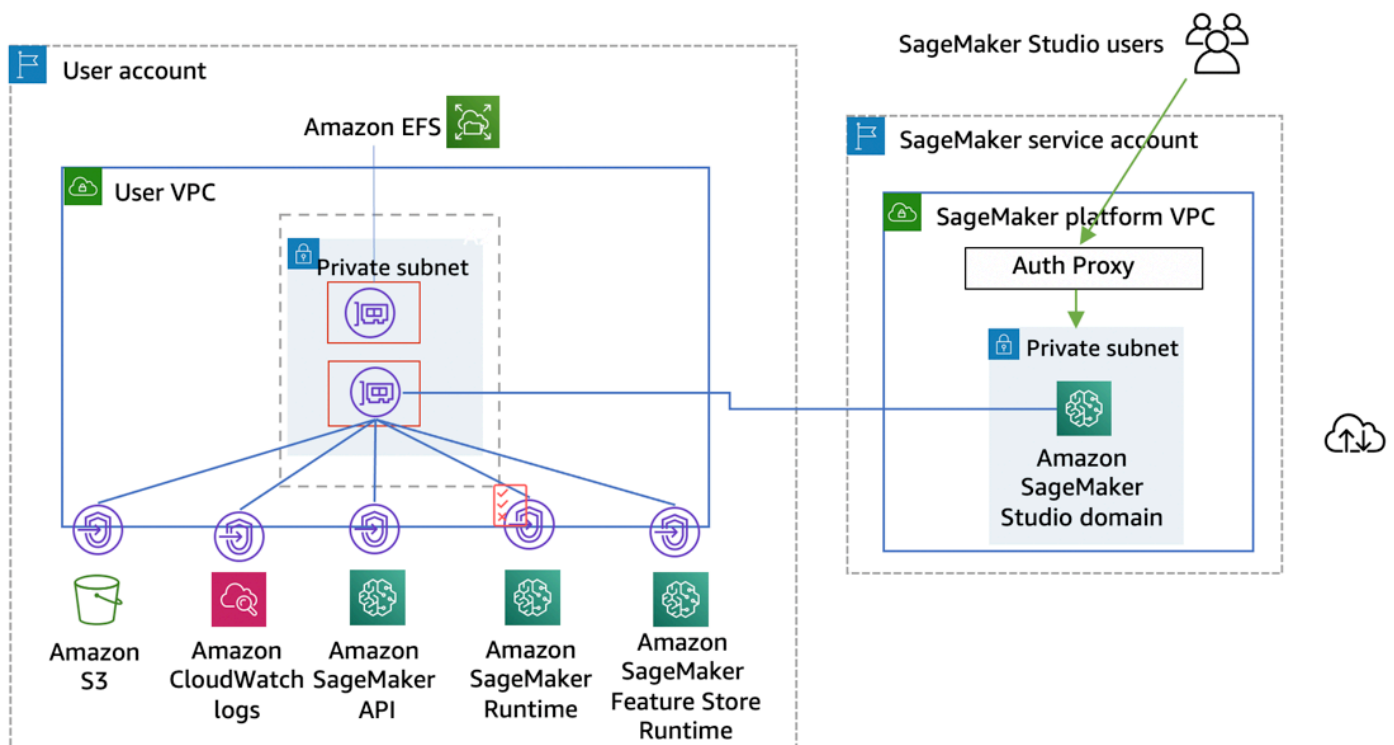 SageMaker Studio users
User account
Amazon EFS
SageMaker service account
User VPC
SageMaker platform VPC
Private subnet
Auth Proxy
Private subnet
Amazon
SageMaker
Studio domain
Amazon
S3
Amazon
CloudWatch
logs
Amazon
SageMaker
API
Amazon
SageMaker
Runtime
Amazon
SageMaker
Feature Store
Runtime